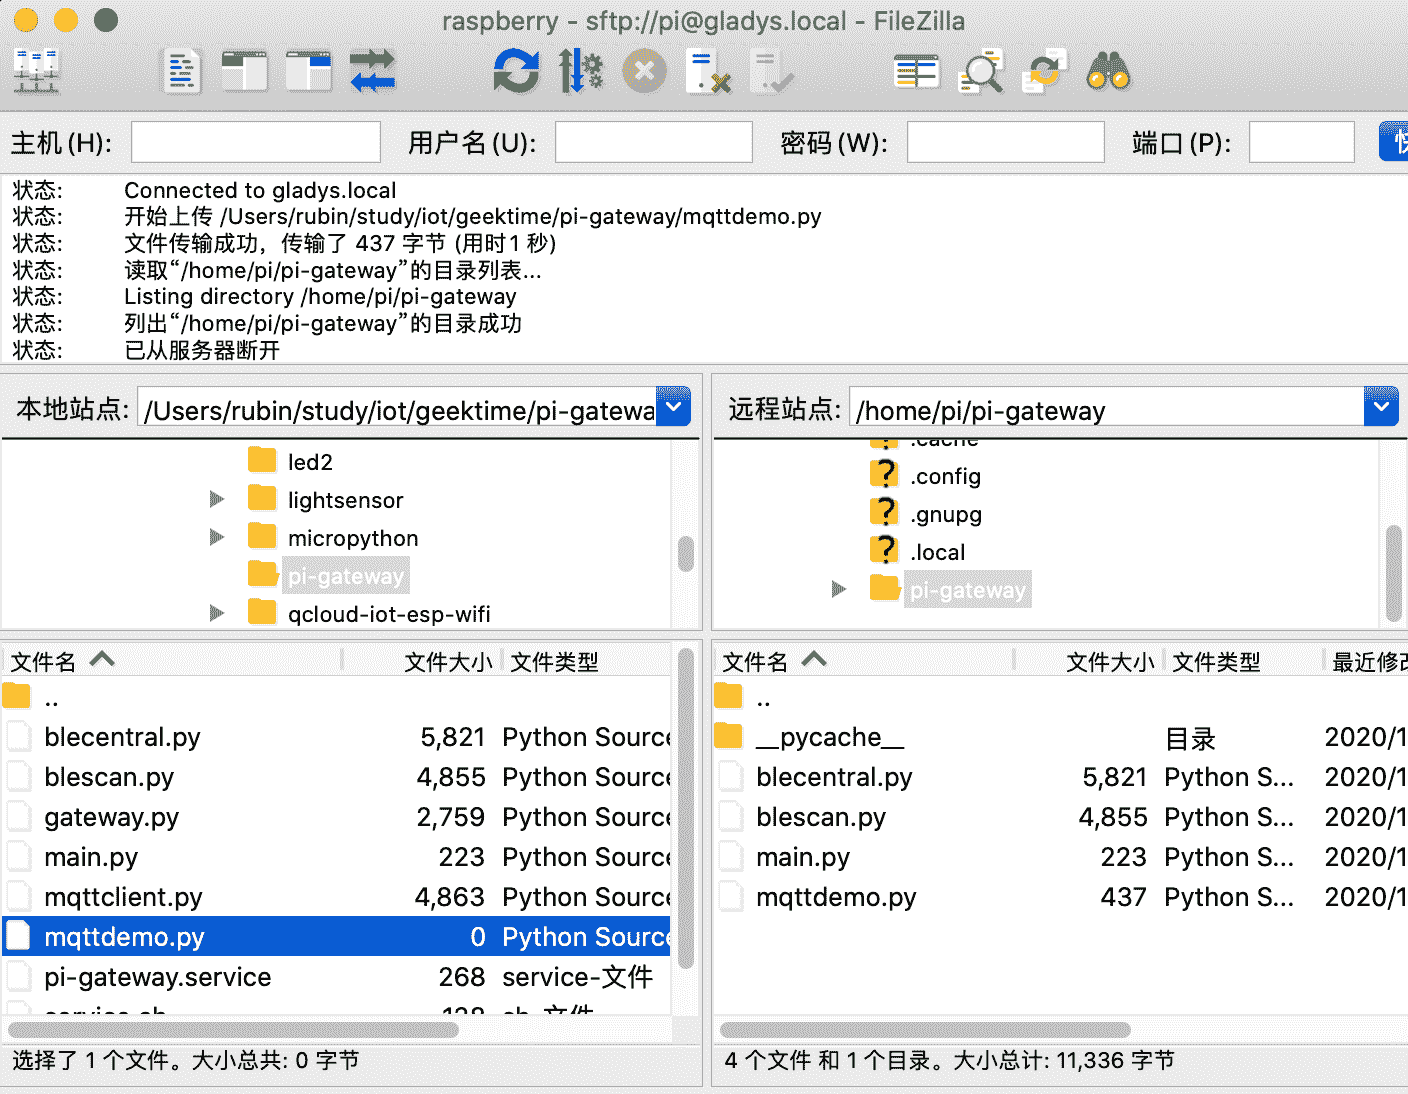 raspberry - sftp://pi@gladys.local - FileZilla
主机(H): 用户名(U): 密码(W): 端口(P): 快
状态: Connected to gladys.local
状态: 开始上传 /Users/rubin/study/iot/geektime/pi-gateway/mqttdemo.py
状态: 文件传输成功，传输了 437 字节 (用时1 秒)
状态: 读取“/home/pi/pi-gateway”的目录列表...
状态: Listing directory /home/pi/pi-gateway
状态: 列出“/home/pi/pi-gateway”的目录成功
状态: 已从服务器断开
本地站点: /Users/rubin/study/iot/geektime/pi-gatewa
led2
lightsensor
micropython
pi-gateway
qcloud-iot-esp-wifi
远程站点: /home/pi/pi-gateway
.cache
.config
.gnupg
.local
pi-gateway
文件名 文件大小 文件类型
..
blecentral.py 5,821 Python Source
blescan.py 4,855 Python Source
gateway.py 2,759 Python Source
main.py 223 Python Source
mqttclient.py 4,863 Python Source
mqttdemo.py 0 Python Source
pi-gateway.service 268 service-文件
service.sh 128 sh-文件
选择了 1 个文件。大小总共: 0 字节
文件名 文件大小 文件类型 最近修改
..
__pycache__ 目录 2020/1
blecentral.py 5,821 Python S... 2020/1
blescan.py 4,855 Python S... 2020/1
main.py 223 Python S... 2020/1
mqttdemo.py 437 Python S... 2020/1
4 个文件 和 1 个目录。大小总计: 11,336 字节